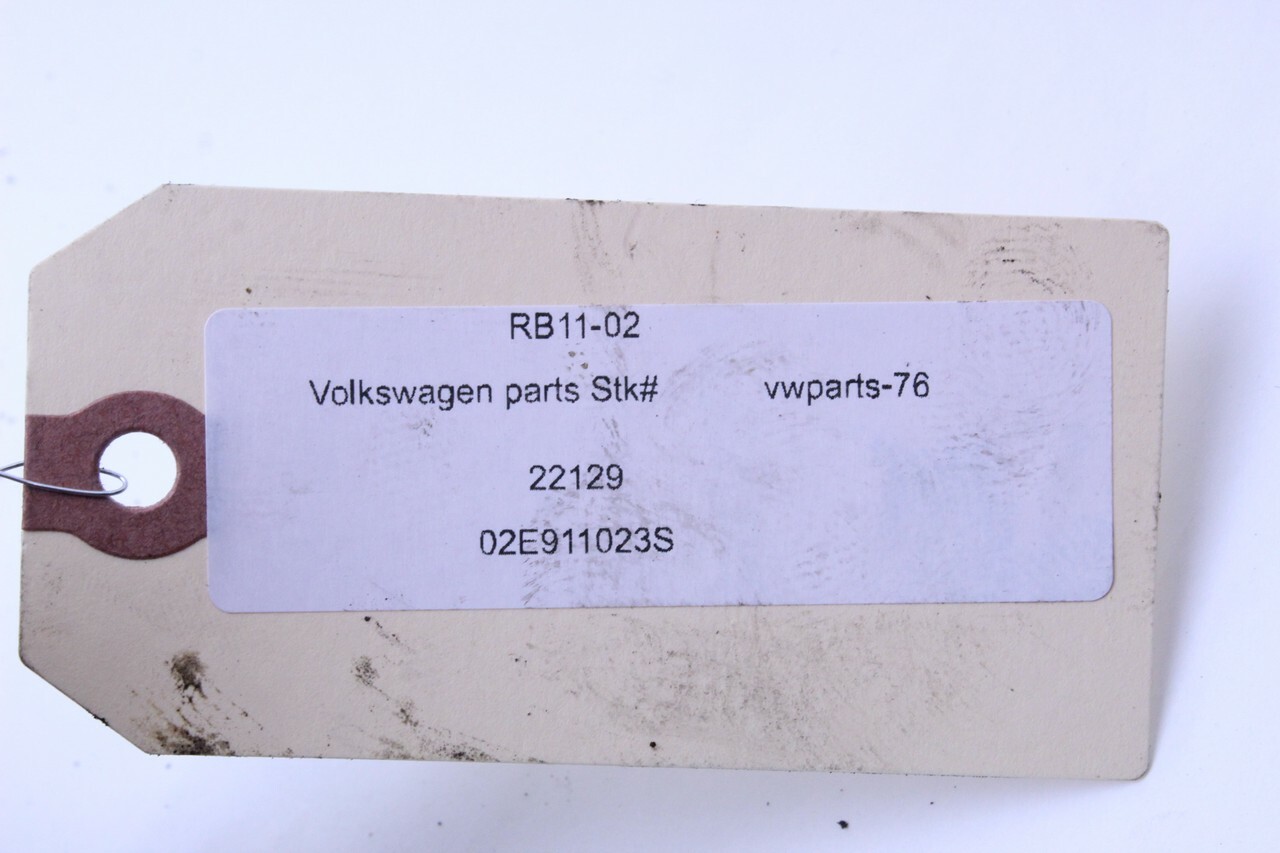 RB11-02
Volkswagen parts Stk# vwparts-76
22129
02E911023S